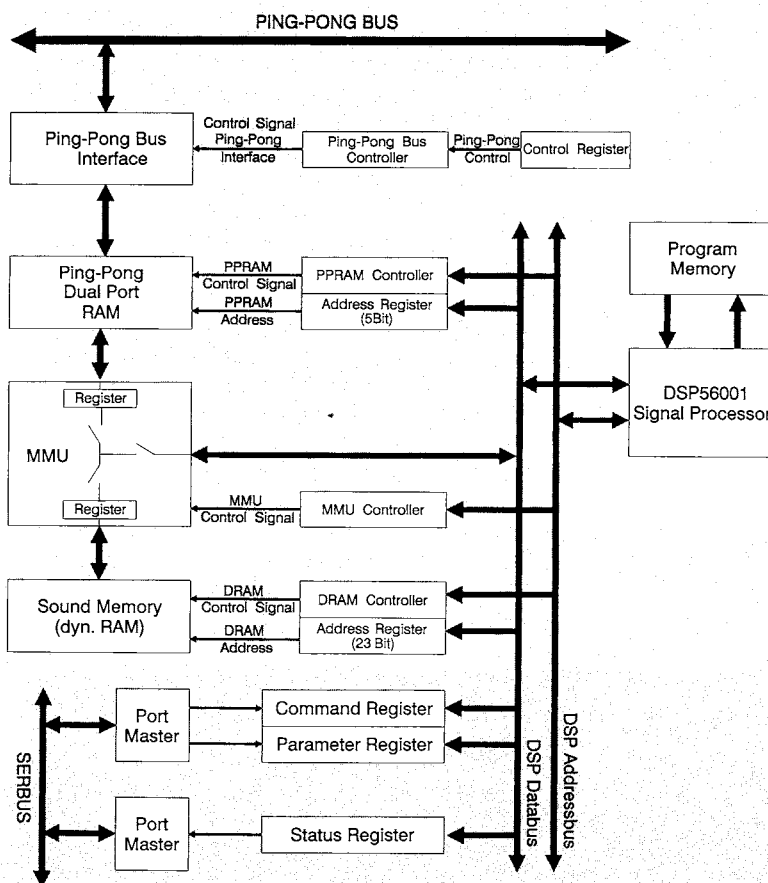 PING-PONG BUS
Ping-Pong Bus
Interface
Control Signal
Ping-Pong
Interface
Ping-Pong Bus
Controller
Ping-Pong
Control
Control Register
Ping-Pong
Dual Port
RAM
PPRAM
Control Signal
PPRAM
Address
PPRAM Controller
Address Register
(5Bit)
Program
Memory
DSP56001
Signal Processor
Register
MMU
Register
MMU
Control Signal
MMU Controller
Sound Memory
(dyn. RAM)
DRAM
Control Signal
DRAM
Address
DRAM Controller
Address Register
(23 Bit)
SERBUS
Port
Master
Command Register
Parameter Register
Port
Master
Status Register
DSP Databus
DSP Addressbus